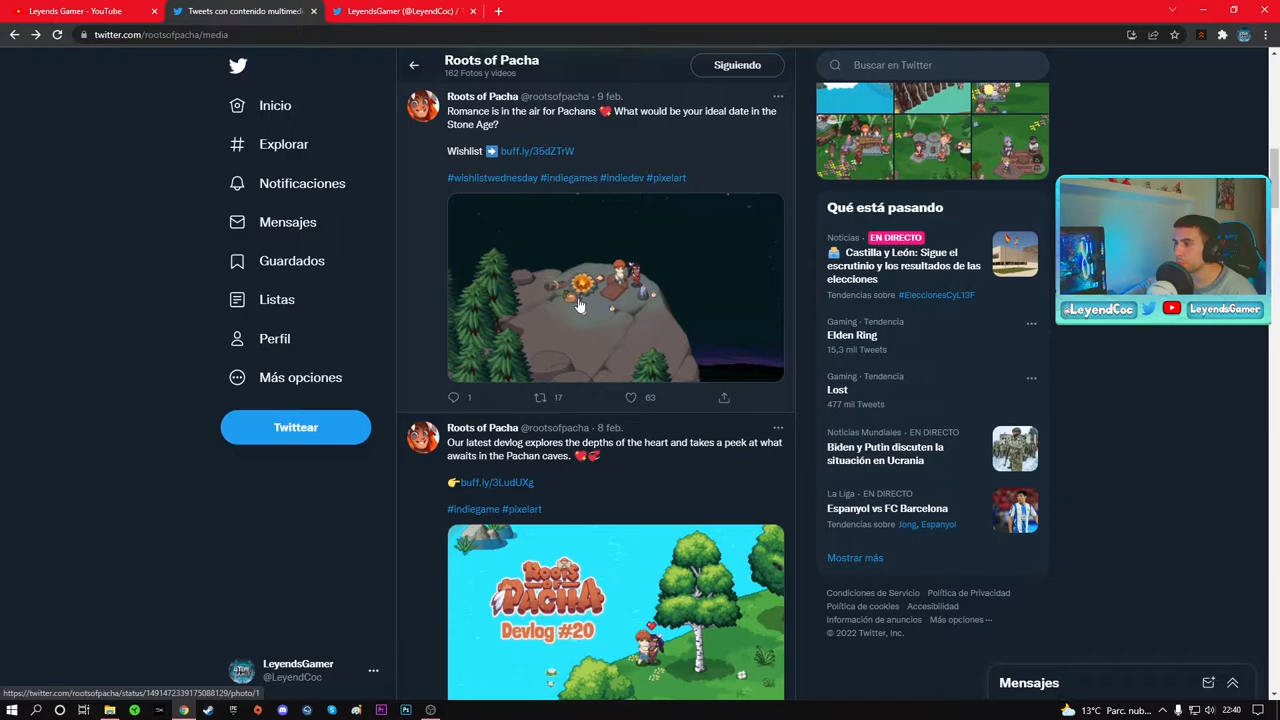 Leyends Gamer - YouTube
Tweets con contenido multimedi
LeyendsGamer (@LeyendCoc) / T
twitter.com/rootsofpacha/media
Inicio
Explorar
Notificaciones
Mensajes
Guardados
Listas
Perfil
Más opciones
Twittear
LeyendsGamer
@LeyendCoc
Roots of Pacha
162 Fotos y videos
Siguiendo
Roots of Pacha @rootsofpacha · 9 feb.
Romance is in the air for Pachans 💘 What would be your ideal date in the
Stone Age?
Wishlist ➡️ buff.ly/35dZTrW
#wishlistwednesday #indiegames #Indiedev #pixelart
1 17 63
Roots of Pacha @rootsofpacha · 8 feb.
Our latest devlog explores the depths of the heart and takes a peek at what
awaits in the Pachan caves. 💘💞
👉buff.ly/3LudUXg
#indiegame #pixelart
ROOTS
OF
PACHA
Devlog #20
Buscar en Twitter
Qué está pasando
Noticias · EN DIRECTO
🗳️ Castilla y León: Sigue el
escrutinio y los resultados de las
elecciones
Tendencias sobre #EleccionesCyL13F
Gaming · Tendencia
Elden Ring
15,3 mil Tweets
Gaming · Tendencia
Lost
477 mil Tweets
Noticias Mundiales · EN DIRECTO
Biden y Putin discuten la
situación en Ucrania
La Liga · EN DIRECTO
Espanyol vs FC Barcelona
Tendencias sobre Jong, Espanyol
Mostrar más
Condiciones de Servicio Política de Privacidad
Política de cookies Accesibilidad
Información de anuncios Más opciones ···
© 2022 Twitter, Inc.
Mensajes
@LeyendCoc
LeyendsGamer
https://twitter.com/rootsofpacha/status/1491472339175088129/photo/1
13°C Parc. nub... 22:40